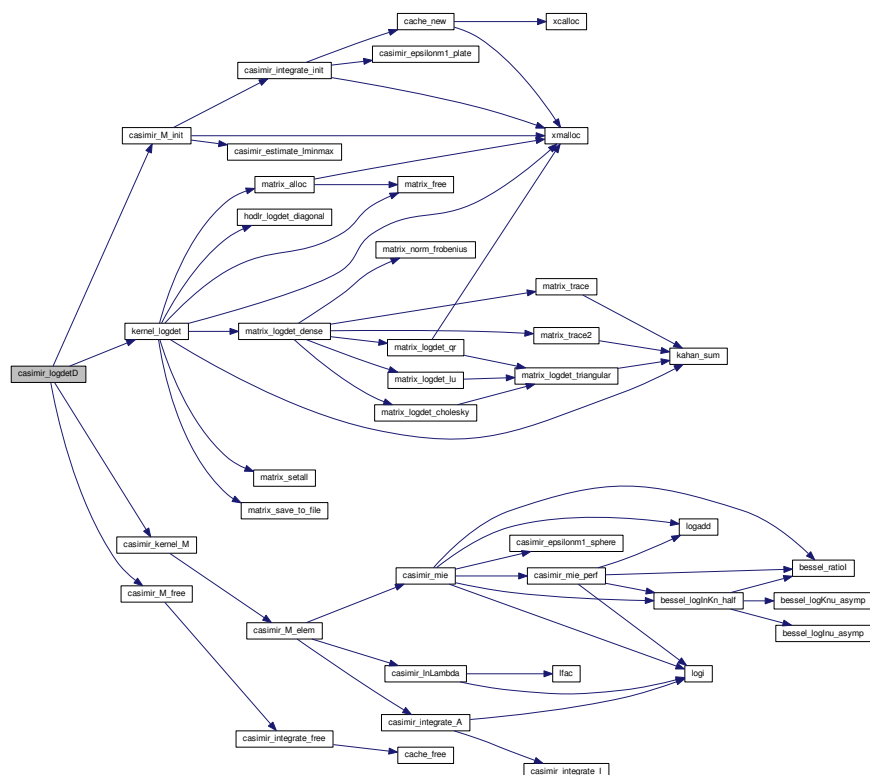 cache_new
xcalloc
casimir_epsilonm1_plate
casimir_integrate_init
casimir_M_init
xmalloc
casimir_estimate_lminmax
matrix_alloc
matrix_free
hodlr_logdet_diagonal
matrix_norm_frobenius
matrix_trace
kernel_logdet
matrix_logdet_dense
matrix_trace2
matrix_logdet_qr
kahan_sum
casimir_logdetD
matrix_logdet_lu
matrix_logdet_triangular
matrix_logdet_cholesky
matrix_setall
matrix_save_to_file
logadd
casimir_kernel_M
casimir_epsilonm1_sphere
bessel_ratioI
casimir_mie
casimir_mie_perf
casimir_M_free
bessel_logInKn_half
bessel_logKnu_asymp
casimir_M_elem
bessel_logInu_asymp
casimir_lnLambda
lfac
logi
casimir_integrate_A
casimir_integrate_free
cache_free
casimir_integrate_I